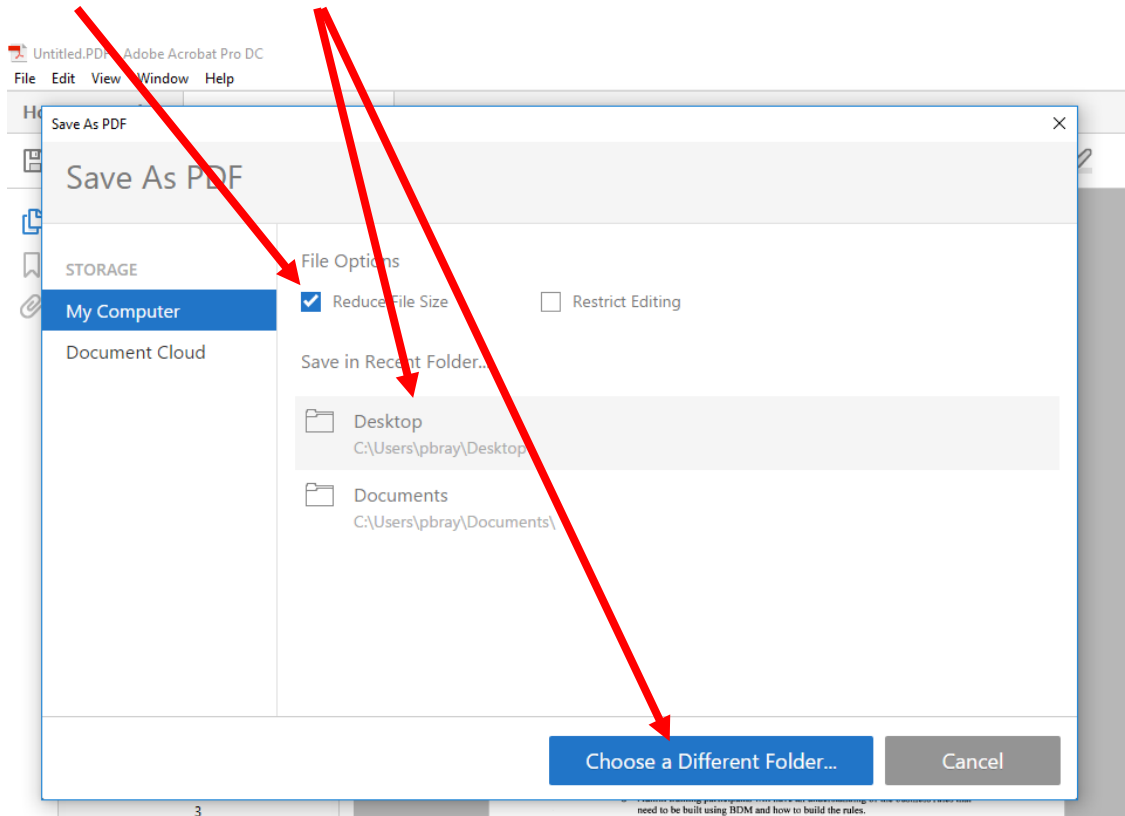 Untitled.PDF - Adobe Acrobat Pro DC
File Edit View Window Help
Save As PDF
Save As PDF
STORAGE
My Computer
Document Cloud
File Options
Reduce File Size
Restrict Editing
Save in Recent Folder...
Desktop
C:\Users\pbray\Desktop
Documents
C:\Users\pbray\Documents\
Choose a Different Folder...
Cancel
3
need to be built using BDM and how to build the rules.